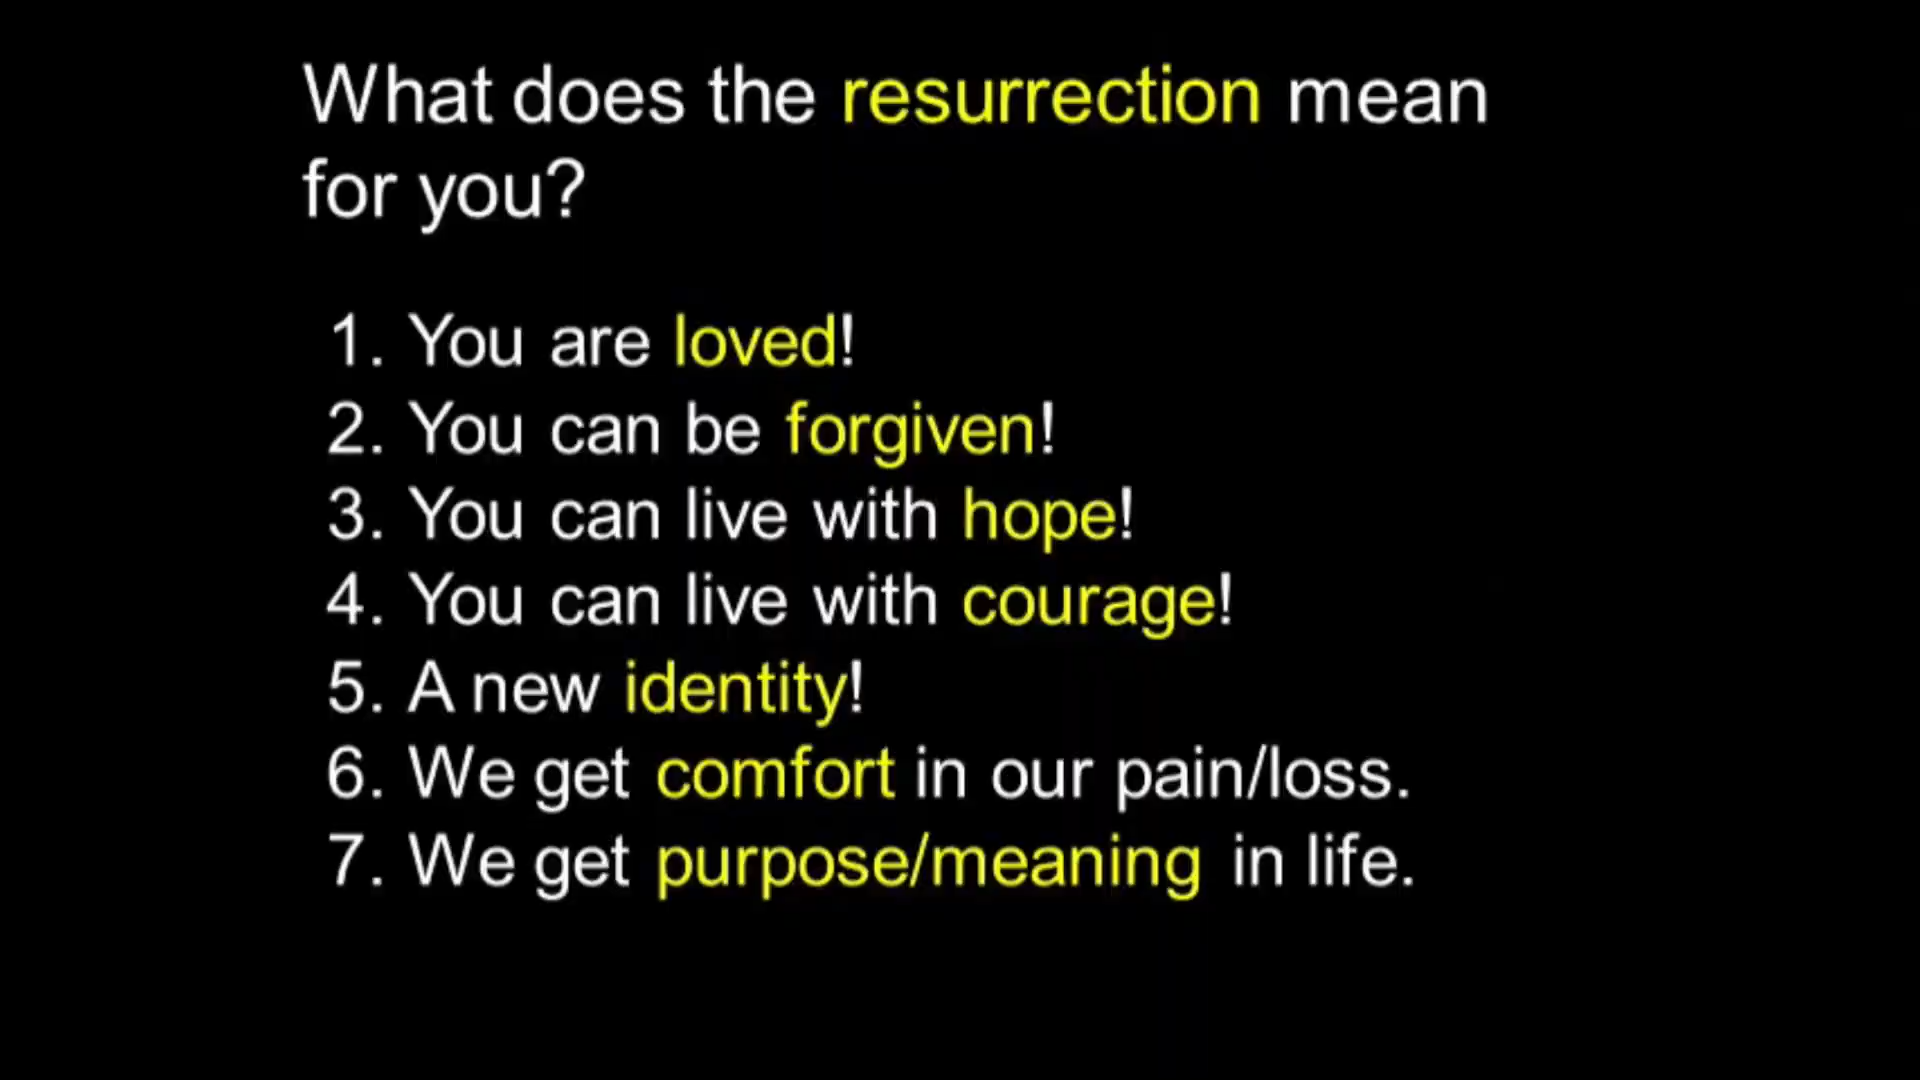 What does the resurrection mean
for you?
1. You are loved!
2. You can be forgiven!
3. You can live with hope!
4. You can live with courage!
5. A new identity!
6. We get comfort in our pain/loss.
7. We get purpose/meaning in life.